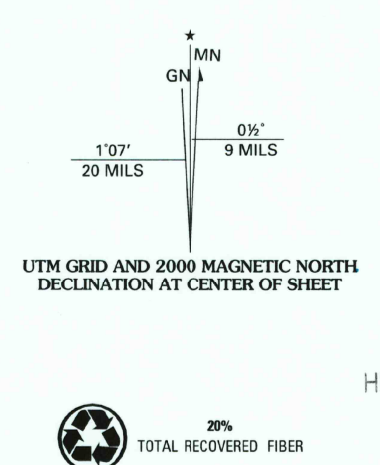 ★
MN
GN
0½°
9 MILS
1°07′
20 MILS
UTM GRID AND 2000 MAGNETIC NORTH
DECLINATION AT CENTER OF SHEET
H
20%
TOTAL RECOVERED FIBER